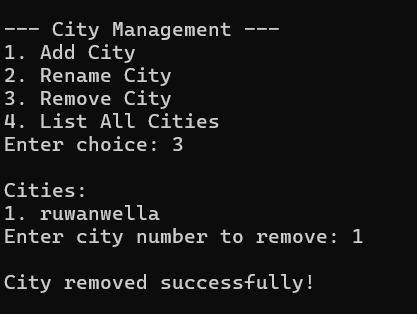 --- City Management ---
1. Add City
2. Rename City
3. Remove City
4. List All Cities
Enter choice: 3
Cities:
1. ruwanwella
Enter city number to remove: 1
City removed successfully!